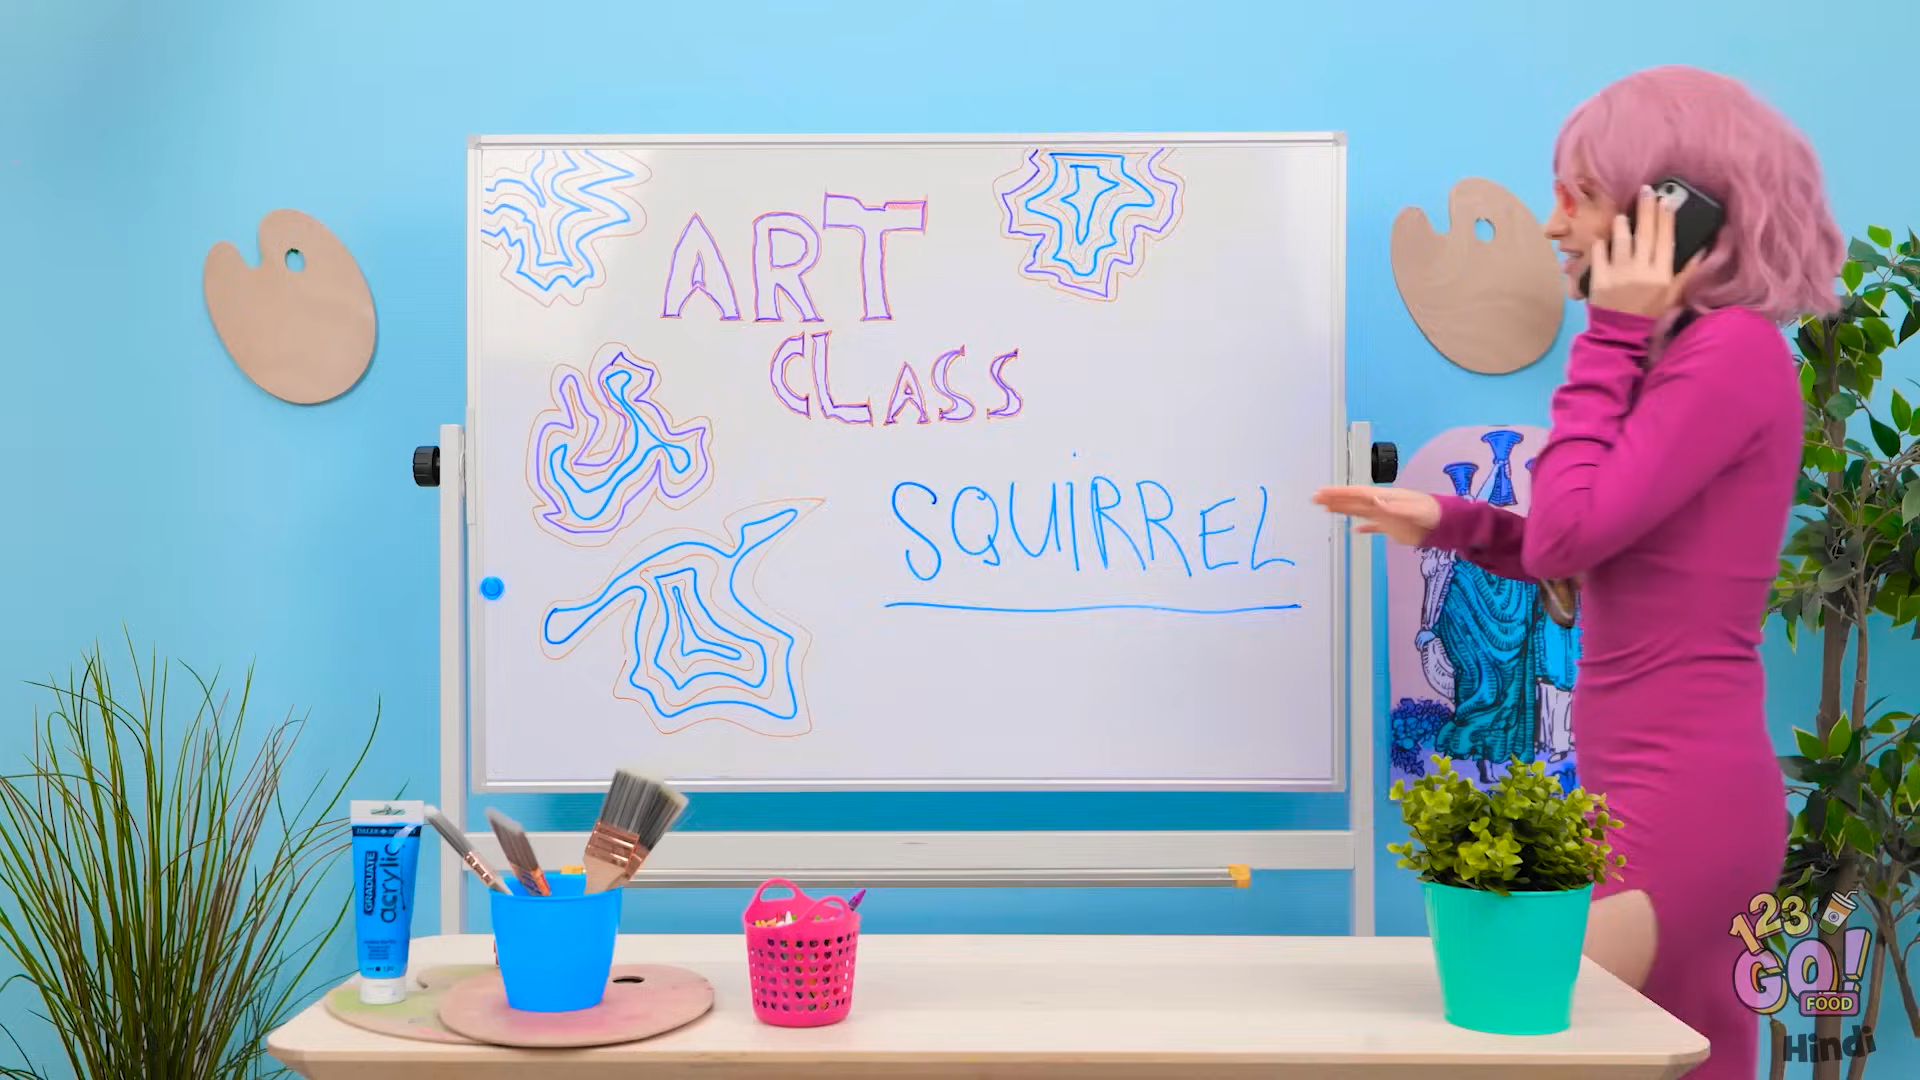 ART
CLASS
SQUIRREL
GRADUATE
acrylic
123
GO!
FOOD
Hindi